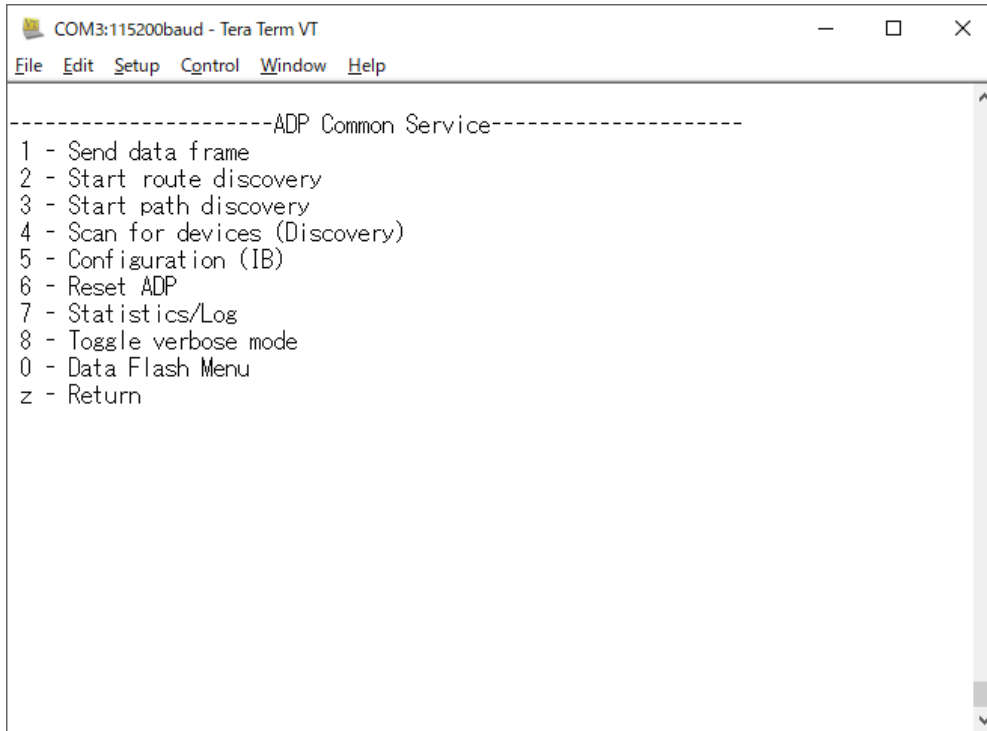 COM3:115200baud - Tera Term VT
File Edit Setup Control Window Help
----------------------ADP Common Service---------------------
1 - Send data frame
2 - Start route discovery
3 - Start path discovery
4 - Scan for devices (Discovery)
5 - Configuration (IB)
6 - Reset ADP
7 - Statistics/Log
8 - Toggle verbose mode
0 - Data Flash Menu
z - Return